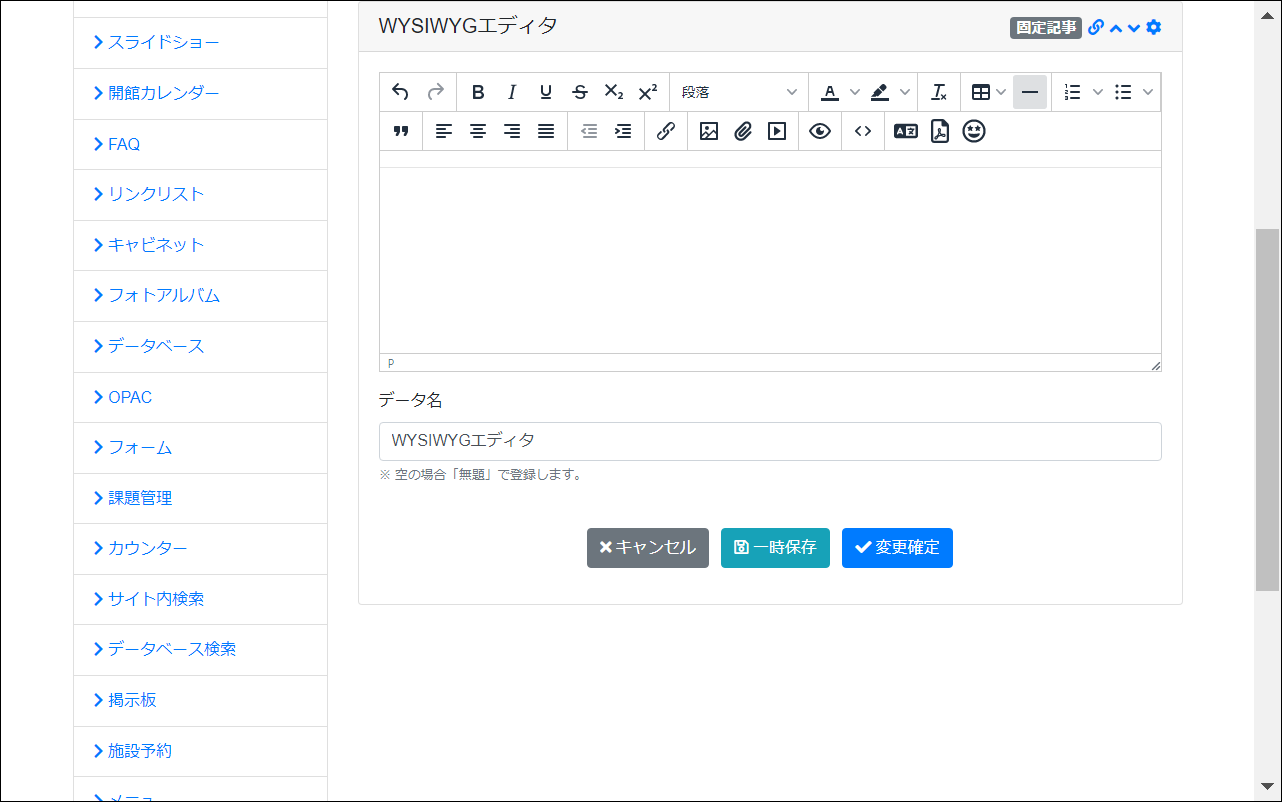 スライドショー
開館カレンダー
FAQ
リンクリスト
キャビネット
フォトアルバム
データベース
OPAC
フォーム
課題管理
カウンター
サイト内検索
データベース検索
掲示板
施設予約
メニュー
WYSIWYGエディタ
固定記事
段落
P
データ名
WYSIWYGエディタ
※ 空の場合「無題」で登録します。
キャンセル
一時保存
変更確定